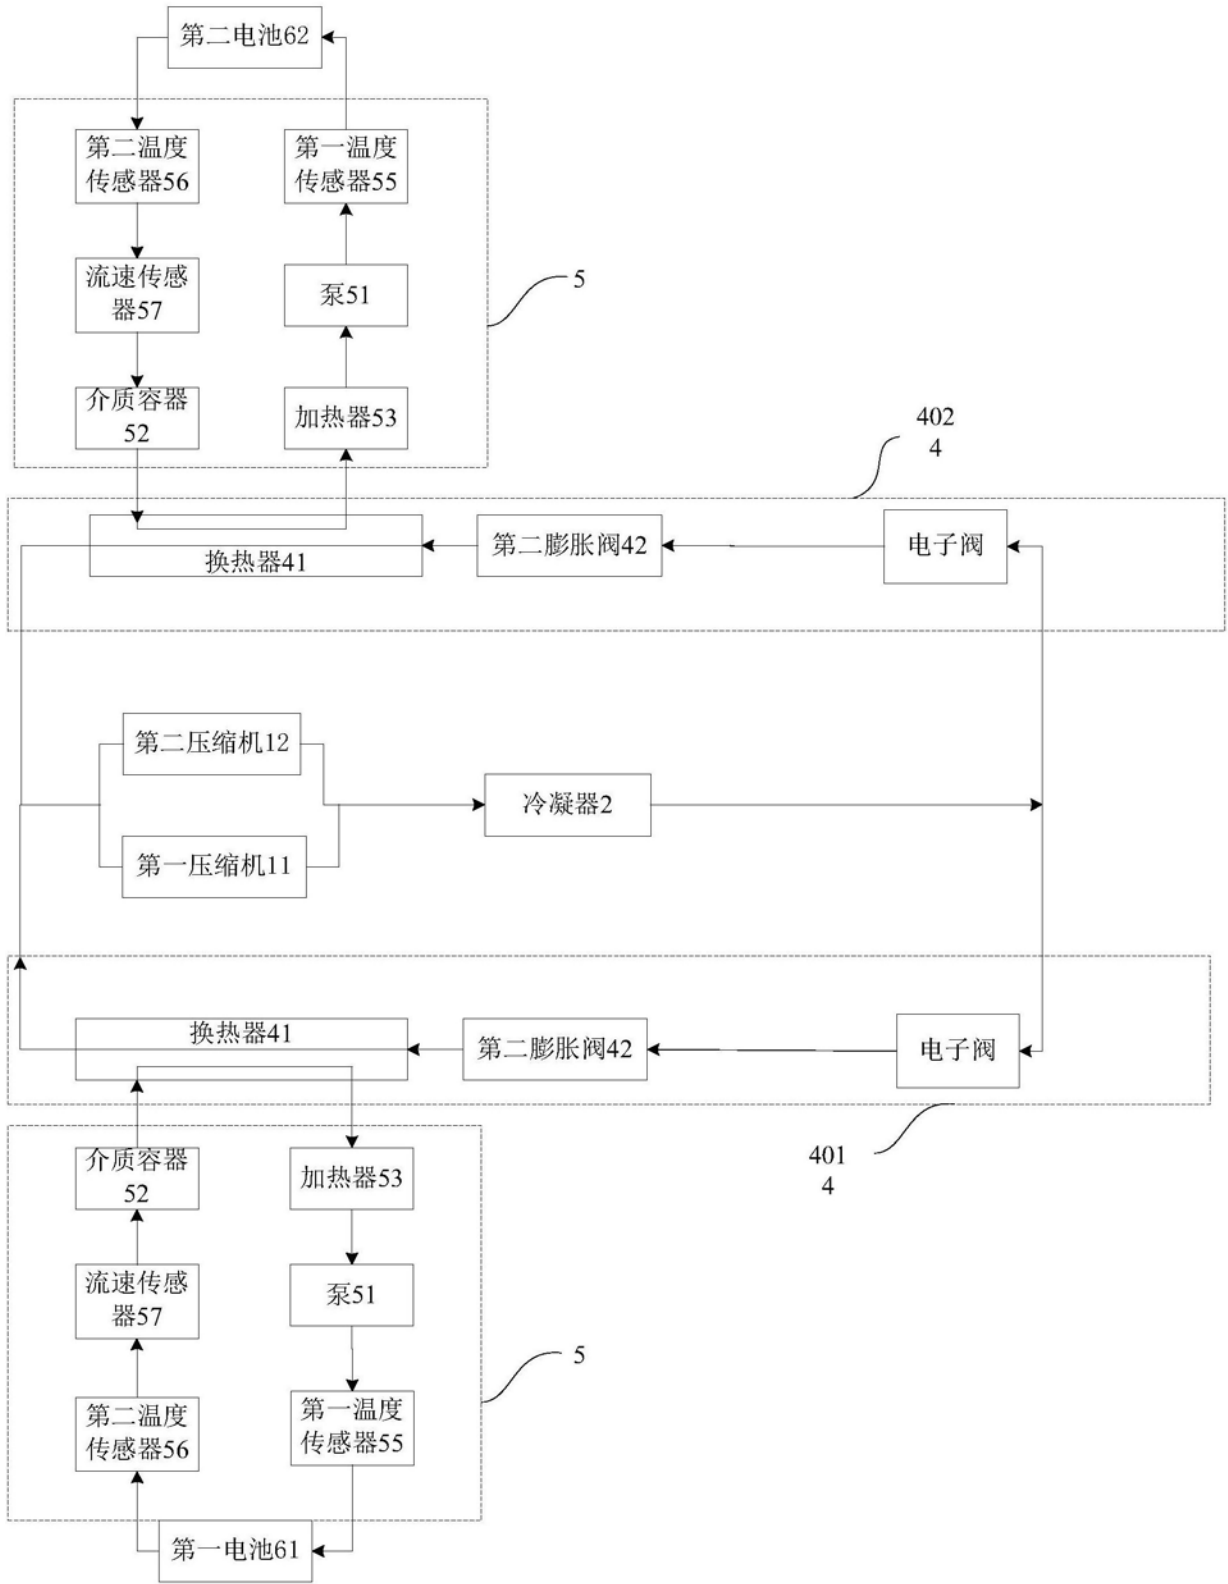 第二电池62
第二温度
传感器56
第一温度
传感器55
流速传感
器57
泵51
5
介质容器
52
加热器53
402
4
换热器41
第二膨胀阀42
电子阀
第二压缩机12
冷凝器2
第一压缩机11
换热器41
第二膨胀阀42
电子阀
401
4
介质容器
52
加热器53
流速传感
器57
泵51
5
第二温度
传感器56
第一温度
传感器55
第一电池61